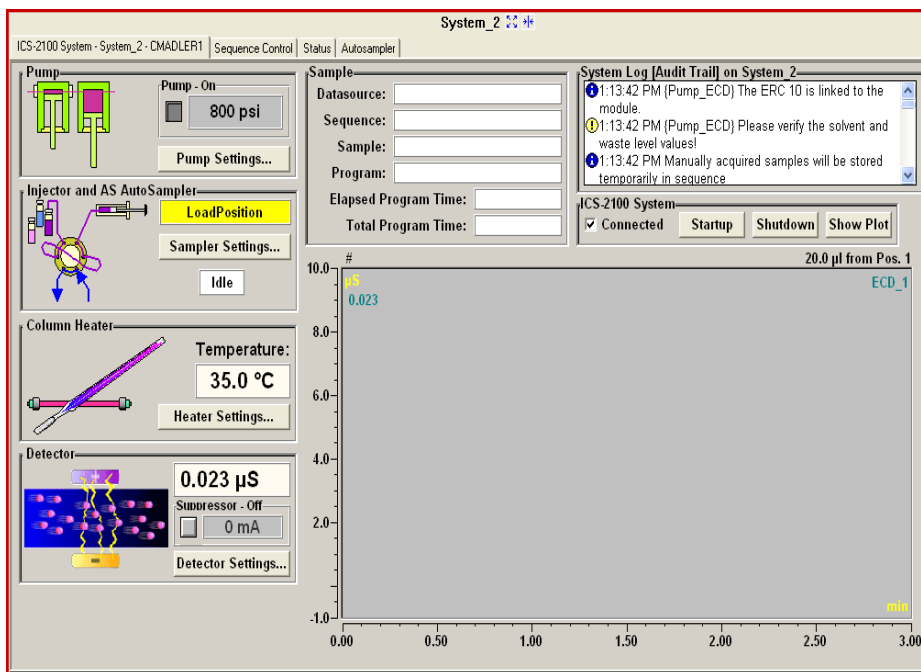 System_2
ICS-2100 System - System_2 - CMADLER1 Sequence Control Status Autosampler
Pump
Pump - On
800 psi
Pump Settings...
Injector and AS AutoSampler
LoadPosition
Sampler Settings...
Idle
Column Heater
Temperature:
35.0 °C
Heater Settings...
Detector
0.023 µS
Suppressor - Off
0 mA
Detector Settings...
Sample
Datasource:
Sequence:
Sample:
Program:
Elapsed Program Time:
Total Program Time:
System Log [Audit Trail] on System_2
1:13:42 PM {Pump_ECD} The ERC 10 is linked to the
module.
1:13:42 PM {Pump_ECD} Please verify the solvent and
waste level values!
1:13:42 PM Manually acquired samples will be stored
temporarily in sequence
ICS-2100 System
Connected Startup Shutdown Show Plot
# 20.0 µl from Pos. 1
10.0 µS ECD_1
0.023
8.0
6.0
4.0
2.0
-1.0 min
0.00 0.50 1.00 1.50 2.00 2.50 3.00